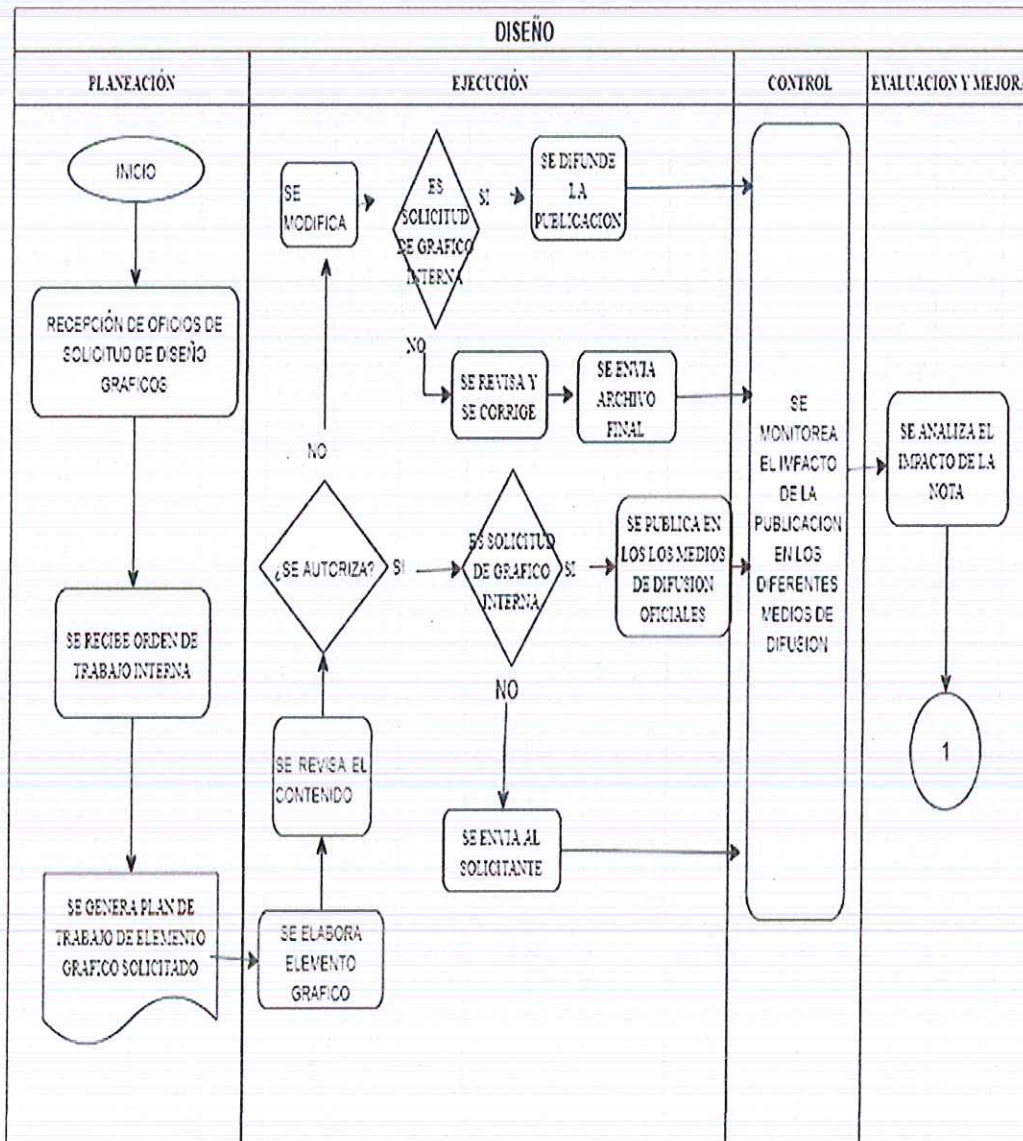 DISEÑO
PLANEACIÓN
EJECUCIÓN
CONTROL
EVALUACION Y MEJORA
INICIO
RECEPCIÓN DE OFICIOS DE
SOLICITUD DE DISEÑO
GRAFICOS
SE RECIBE ORDEN DE
TRABAJO INTERNA
SE GENERA PLAN DE
TRABAJO DE ELEMENTO
GRAFICO SOLICITADO
SE ELABORA
ELEMENTO
GRAFICO
SE REVISA EL
CONTENIDO
¿SE AUTORIZA?
NO
SE
MODIFICA
ES
SOLICITUD
DE GRAFICO
INTERNA
SI
SE DIFUNDE
LA
PUBLICACION
NO
SE REVISA Y
SE CORRIGE
SE ENVIA
ARCHIVO
FINAL
SI
ES SOLICITUD
DE GRAFICO
INTERNA
SI
SE PUBLICA EN
LOS LOS MEDIOS
DE DIFUSION
OFICIALES
NO
SE ENVIA AL
SOLICITANTE
SE
MONITOREA
EL IMPACTO
DE LA
PUBLICACION
EN LOS
DIFERENTES
MEDIOS DE
DIFUSION
SE ANALIZA EL
IMPACTO DE LA
NOTA
1